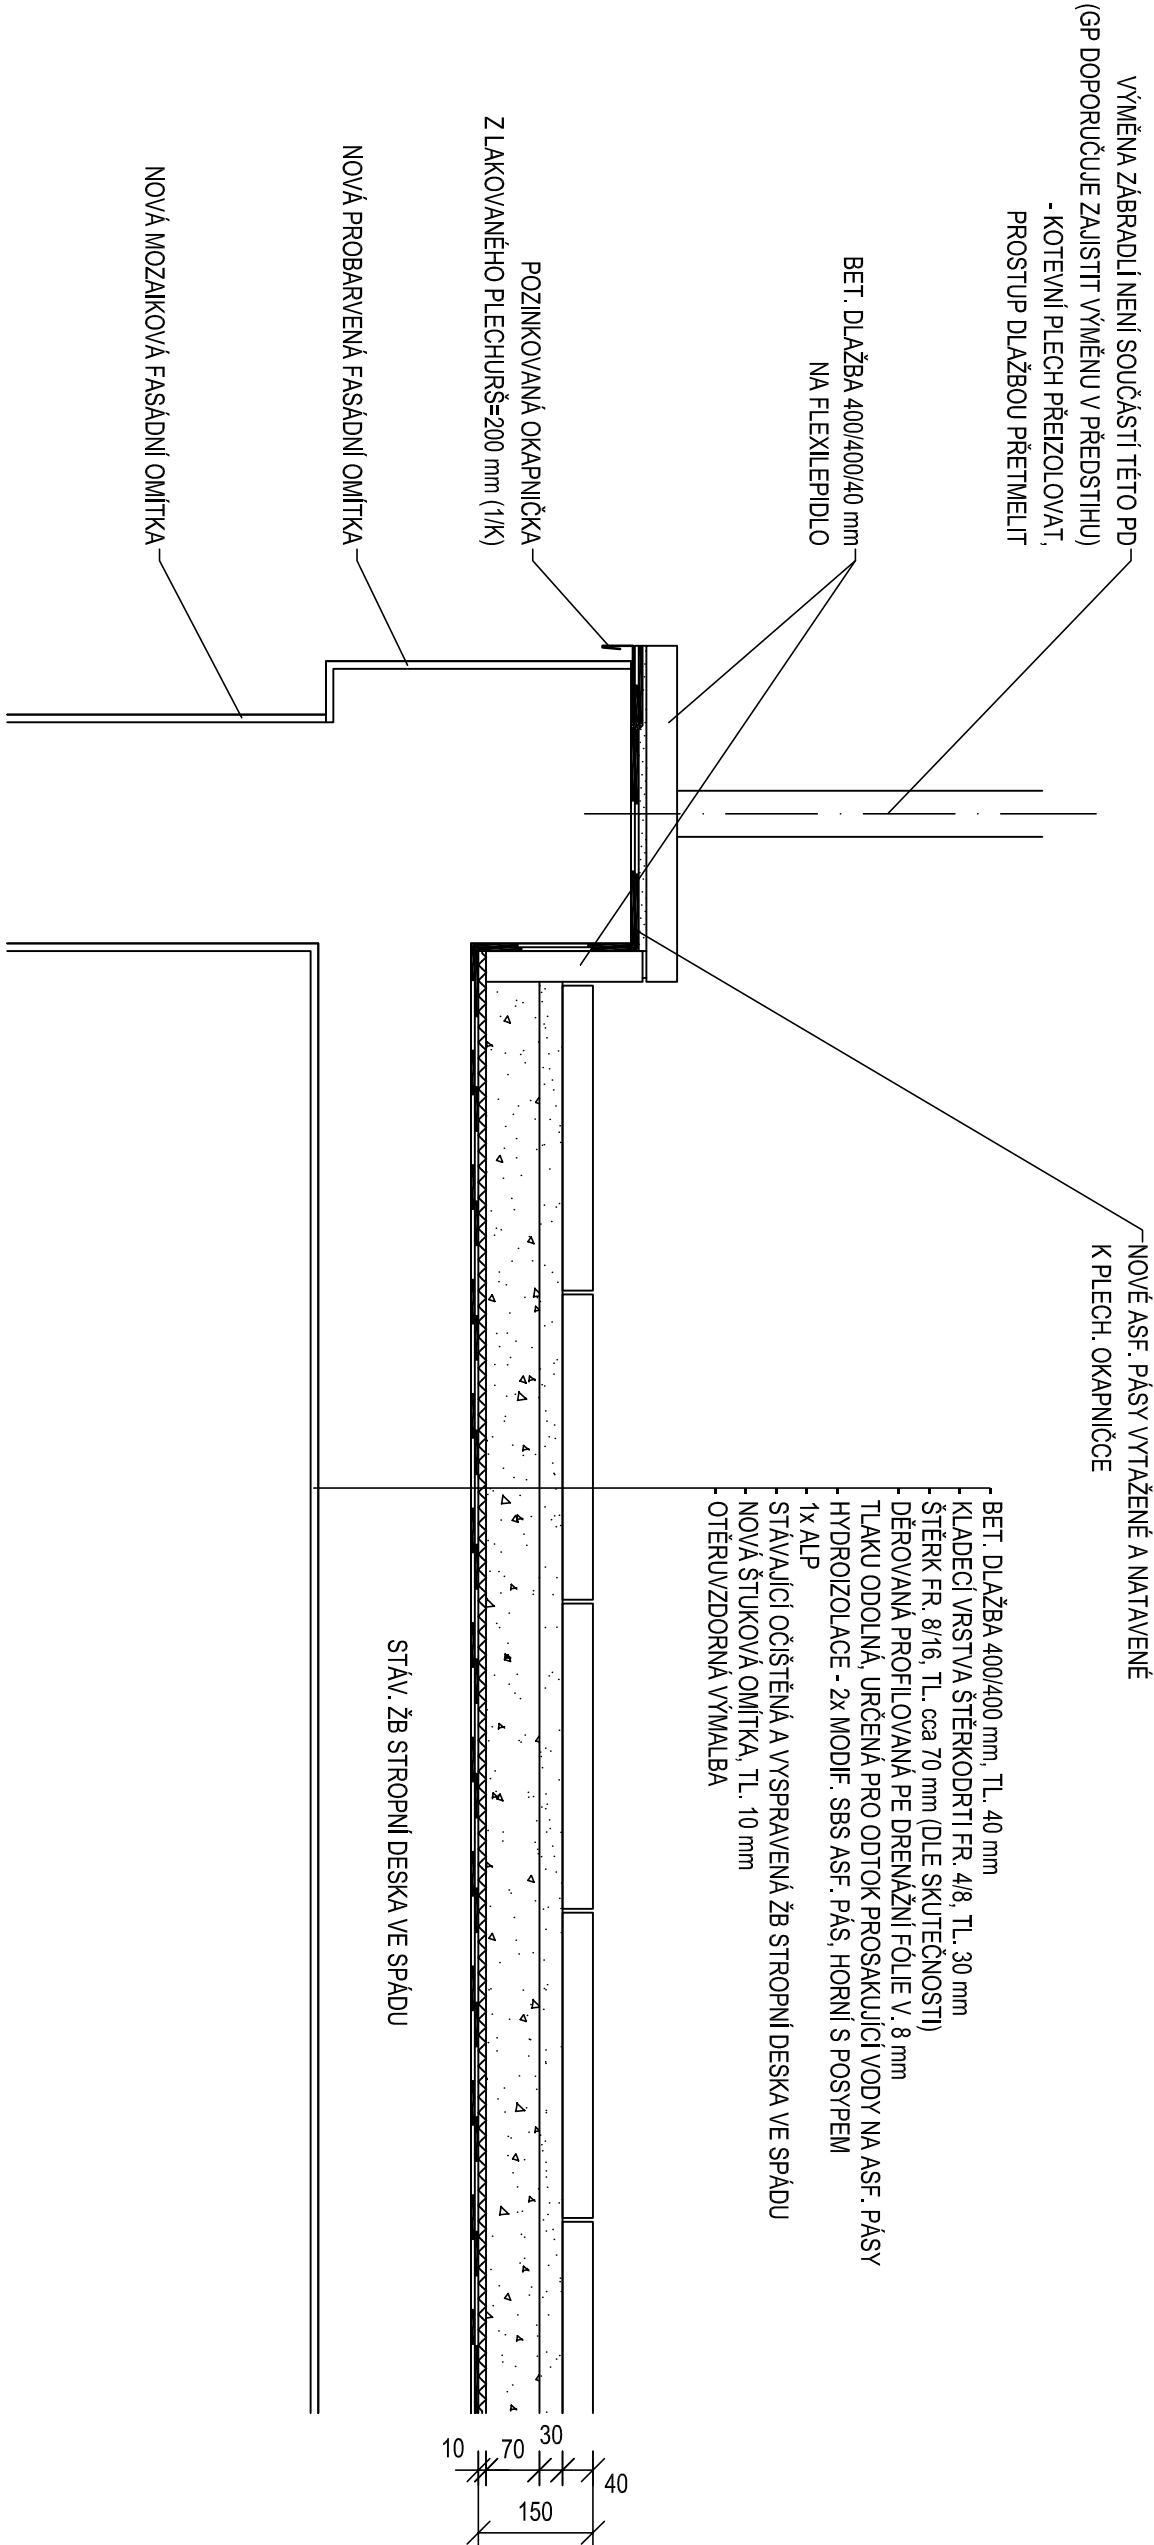 VÝMĚNA ZÁBRADLÍ NENÍ SOUČÁSTÍ TÉTO PD
(GP DOPORUČUJE ZAJISTIT VÝMĚNU V PŘEDSTIHU)
- KOTEVNÍ PLECH PŘEIZOLOVAT,
PROSTUP DLAŽBOU PŘETMELIT
BET. DLAŽBA 400/400/40 mm
NA FLEXILEPIDLO
POZINKOVANÁ OKAPNIČKA
Z LAKOVANÉHO PLECHURŠ=200 mm (1/K)
NOVÁ PROBARVENÁ FASÁDNÍ OMÍTKA
NOVÁ MOZAIKOVÁ FASÁDNÍ OMÍTKA
NOVÉ ASF. PÁSY VYTAŽENÉ A NATAVENÉ
K PLECH. OKAPNIČCE
BET. DLAŽBA 400/400 mm, TL. 40 mm
KLADECÍ VRSTVA ŠTĚRKODRTI FR. 4/8, TL. 30 mm
ŠTĚRK FR. 8/16, TL. cca 70 mm (DLE SKUTEČNOSTI)
DĚROVANÁ PROFILOVANÁ PE DRENÁŽNÍ FÓLIE V. 8 mm
TLAKU ODOLNÁ, URČENÁ PRO ODTOK PROSAKUJÍCÍ VODY NA ASF. PÁSY
HYDROIZOLACE - 2x MODIF. SBS ASF. PÁS, HORNÍ S POSYPEM
1x ALP
STÁVAJÍCÍ OČIŠTĚNÁ A VYSPRAVENÁ ŽB STROPNÍ DESKA VE SPÁDU
NOVÁ ŠTUKOVÁ OMÍTKA, TL. 10 mm
OTĚRUVZDORNÁ VÝMALBA
STÁV. ŽB STROPNÍ DESKA VE SPÁDU
40
30
70
10
150